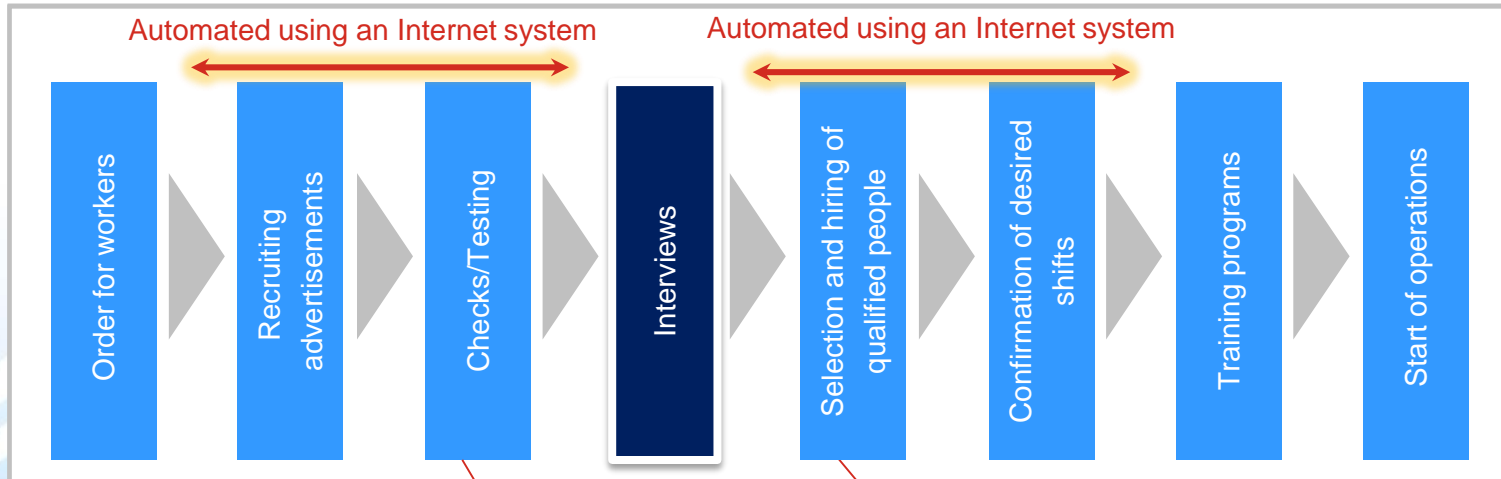 Automated using an Internet system
Automated using an Internet system
Order for workers
Recruiting
advertisements
Checks/Testing
Interviews
Selection and hiring of
qualified people
Confirmation of desired
shifts
Training programs
Start of operations